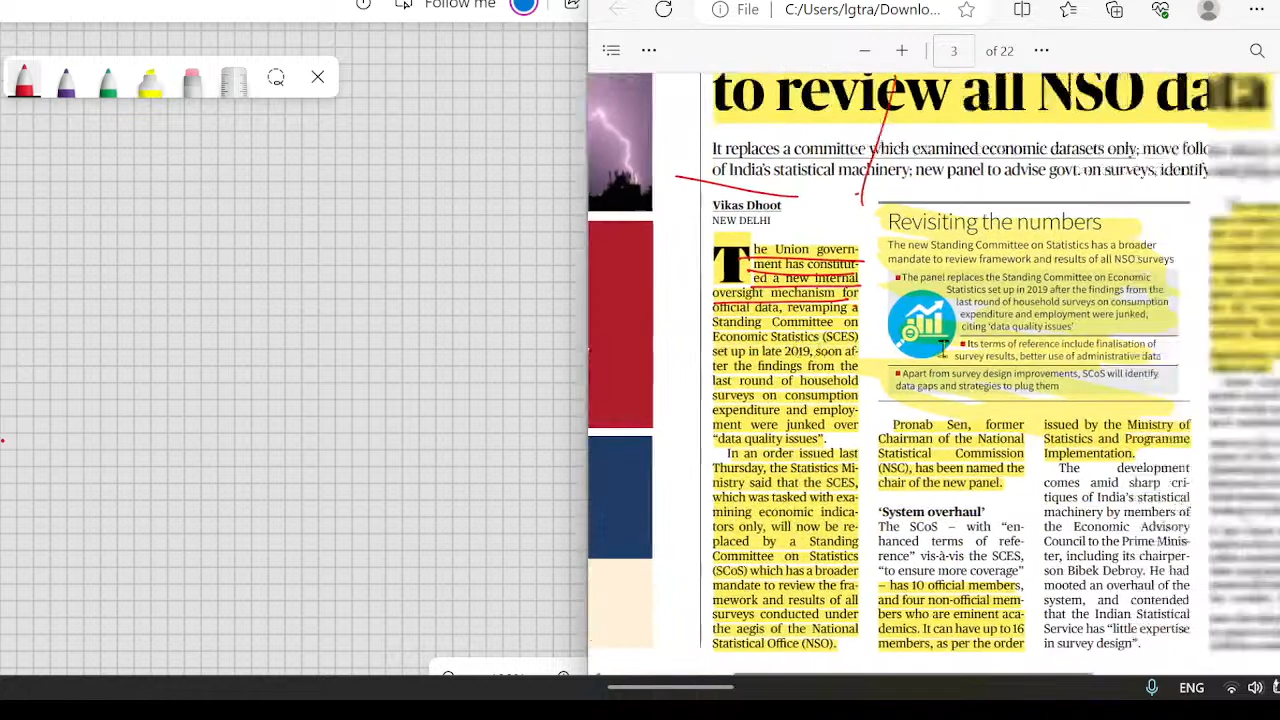 Follow me
File C:/Users/lgtra/Downlo...
3 of 22
to review all NSO data
It replaces a committee which examined economic datasets only; move follo
of India's statistical machinery; new panel to advise govt. on surveys, identify
Vikas Dhoot
NEW DELHI
The Union govern-
ment has constitut-
ed a new internal
oversight mechanism for
official data, revamping a
Standing Committee on
Economic Statistics (SCES)
set up in late 2019, soon af-
ter the findings from the
last round of household
surveys on consumption
expenditure and employ-
ment were junked over
"data quality issues".
In an order issued last
Thursday, the Statistics Mi-
nistry said that the SCES,
which was tasked with exa-
mining economic indica-
tors only, will now be re-
placed by a Standing
Committee on Statistics
(SCoS) which has a broader
mandate to review the fra-
mework and results of all
surveys conducted under
the aegis of the National
Statistical Office (NSO).
Revisiting the numbers
The new Standing Committee on Statistics has a broader
mandate to review framework and results of all NSO surveys
The panel replaces the Standing Committee on Economic
Statistics set up in 2019 after the findings from the
last round of household surveys on consumption
expenditure and employment were junked,
citing 'data quality issues'
Its terms of reference include finalisation of
survey results, better use of administrative data
Apart from survey design improvements, SCoS will identify
data gaps and strategies to plug them
Pronab Sen, former
Chairman of the National
Statistical Commission
(NSC), has been named the
chair of the new panel.
'System overhaul'
The SCoS – with "en-
hanced terms of refe-
rence" vis-à-vis the SCES,
"to ensure more coverage"
– has 10 official members,
and four non-official mem-
bers who are eminent aca-
demics. It can have up to 16
members, as per the order
issued by the Ministry of
Statistics and Programme
Implementation.
The development
comes amid sharp cri-
tiques of India's statistical
machinery by members of
the Economic Advisory
Council to the Prime Minis-
ter, including its chairper-
son Bibek Debroy. He had
mooted an overhaul of the
system, and contended
that the Indian Statistical
Service has "little expertise
in survey design".
ENG